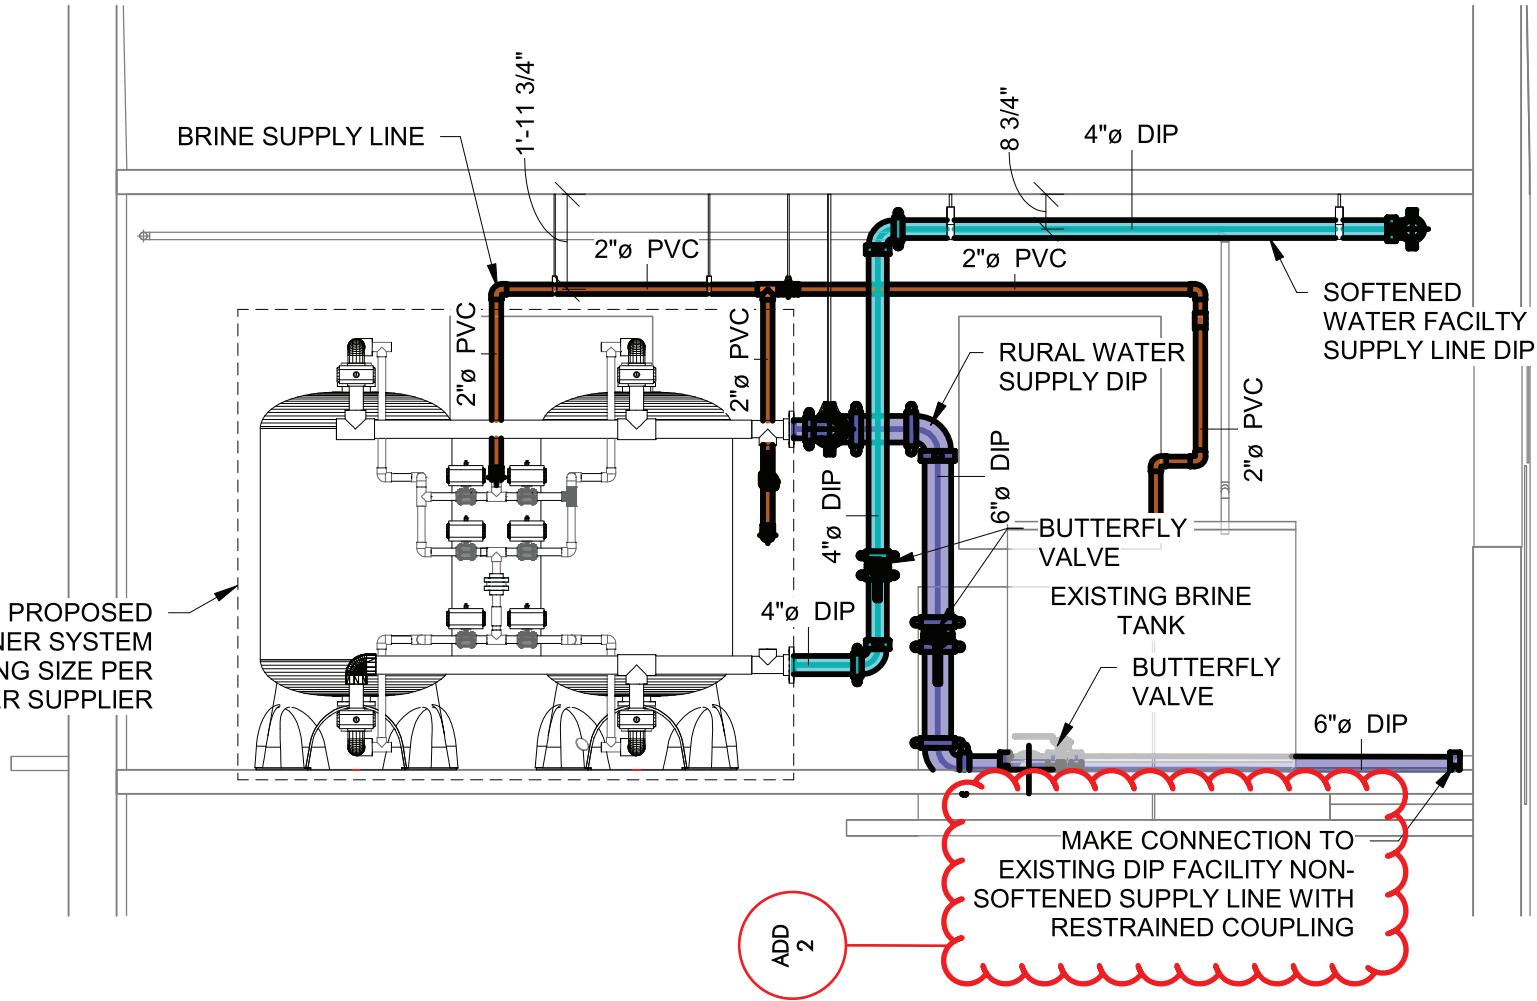 1'-11 3/4"
8 3/4"
BRINE SUPPLY LINE
4"ø DIP
2"ø PVC
2"ø PVC
SOFTENED
WATER FACILTY
SUPPLY LINE DIP
2"ø PVC
2"ø PVC
RURAL WATER
SUPPLY DIP
2"ø PVC
4"ø DIP
6"ø DIP
BUTTERFLY
VALVE
EXISTING BRINE
TANK
4"ø DIP
PROPOSED
NER SYSTEM
NG SIZE PER
ER SUPPLIER
BUTTERFLY
VALVE
6"ø DIP
MAKE CONNECTION TO
EXISTING DIP FACILITY NON-
SOFTENED SUPPLY LINE WITH
RESTRAINED COUPLING
ADD
2